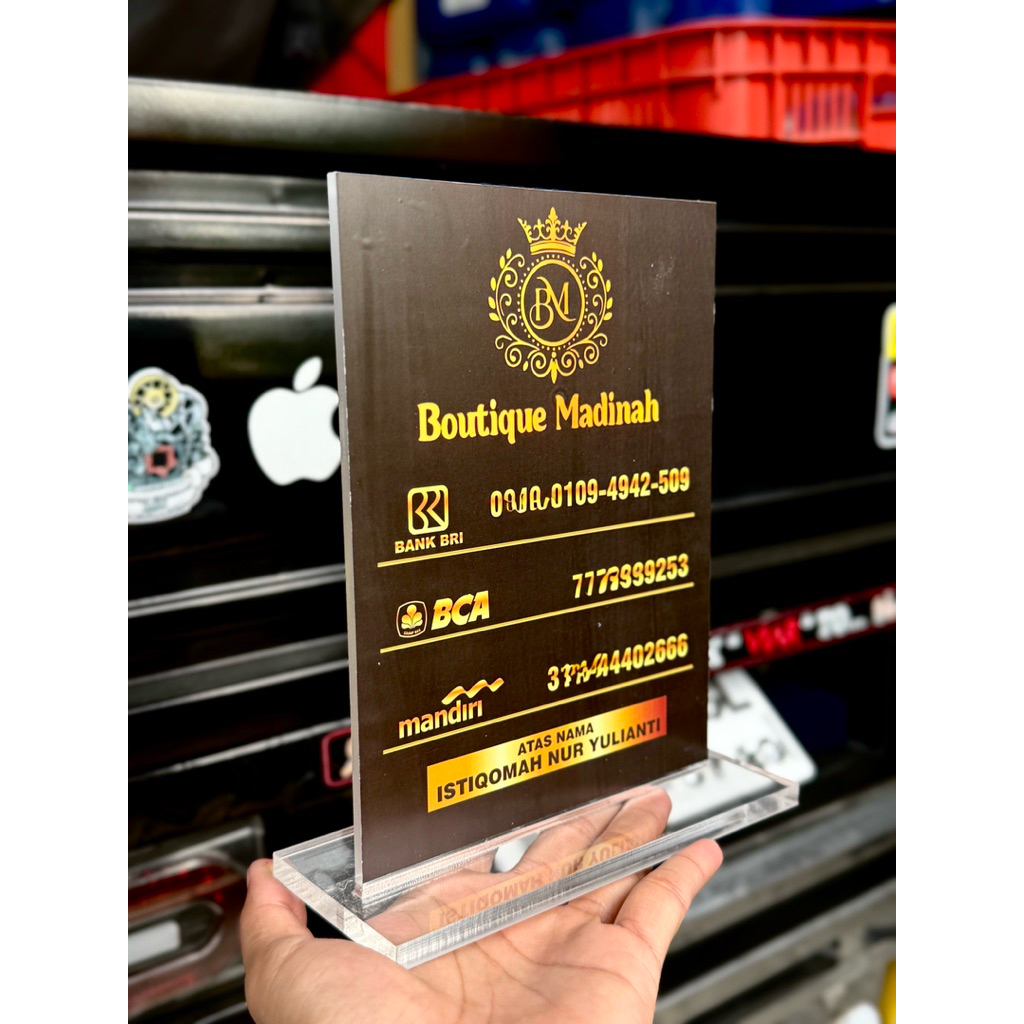 BM
Boutique Madinah
BANK BRI
0109-4942-509
BCA
mandiri
ATAS NAMA
ISTIQOMAH NUR YULIANTI